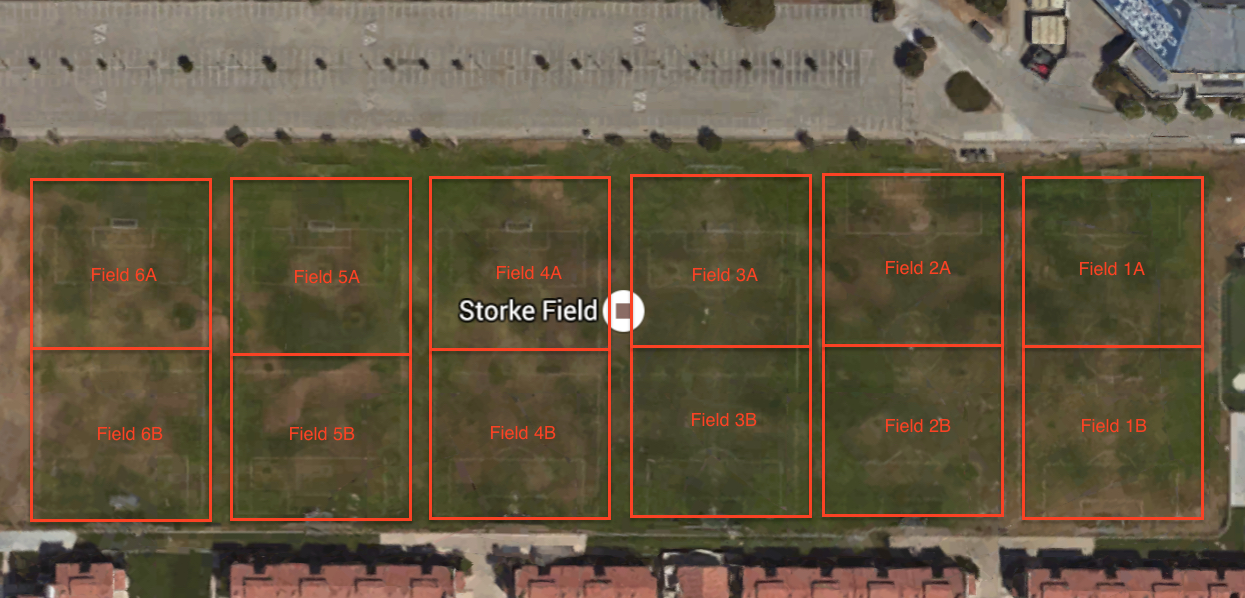 Field 6A
Field 5A
Field 4A
Field 3A
Field 2A
Field 1A
Storke Field
Field 6B
Field 5B
Field 4B
Field 3B
Field 2B
Field 1B